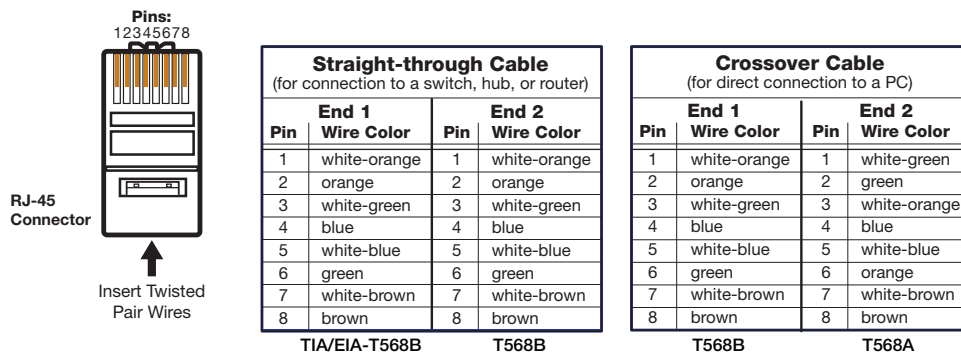 Pins:
12345678
RJ-45
Connector
Insert Twisted
Pair Wires
Straight-through Cable
(for connection to a switch, hub, or router)
End 1 End 2
Pin Wire Color Pin Wire Color
1 white-orange 1 white-orange
2 orange 2 orange
3 white-green 3 white-green
4 blue 4 blue
5 white-blue 5 white-blue
6 green 6 green
7 white-brown 7 white-brown
8 brown 8 brown
TIA/EIA-T568B T568B
Crossover Cable
(for direct connection to a PC)
End 1 End 2
Pin Wire Color Pin Wire Color
1 white-orange 1 white-green
2 orange 2 green
3 white-green 3 white-orange
4 blue 4 blue
5 white-blue 5 white-blue
6 green 6 orange
7 white-brown 7 white-brown
8 brown 8 brown
T568B T568A